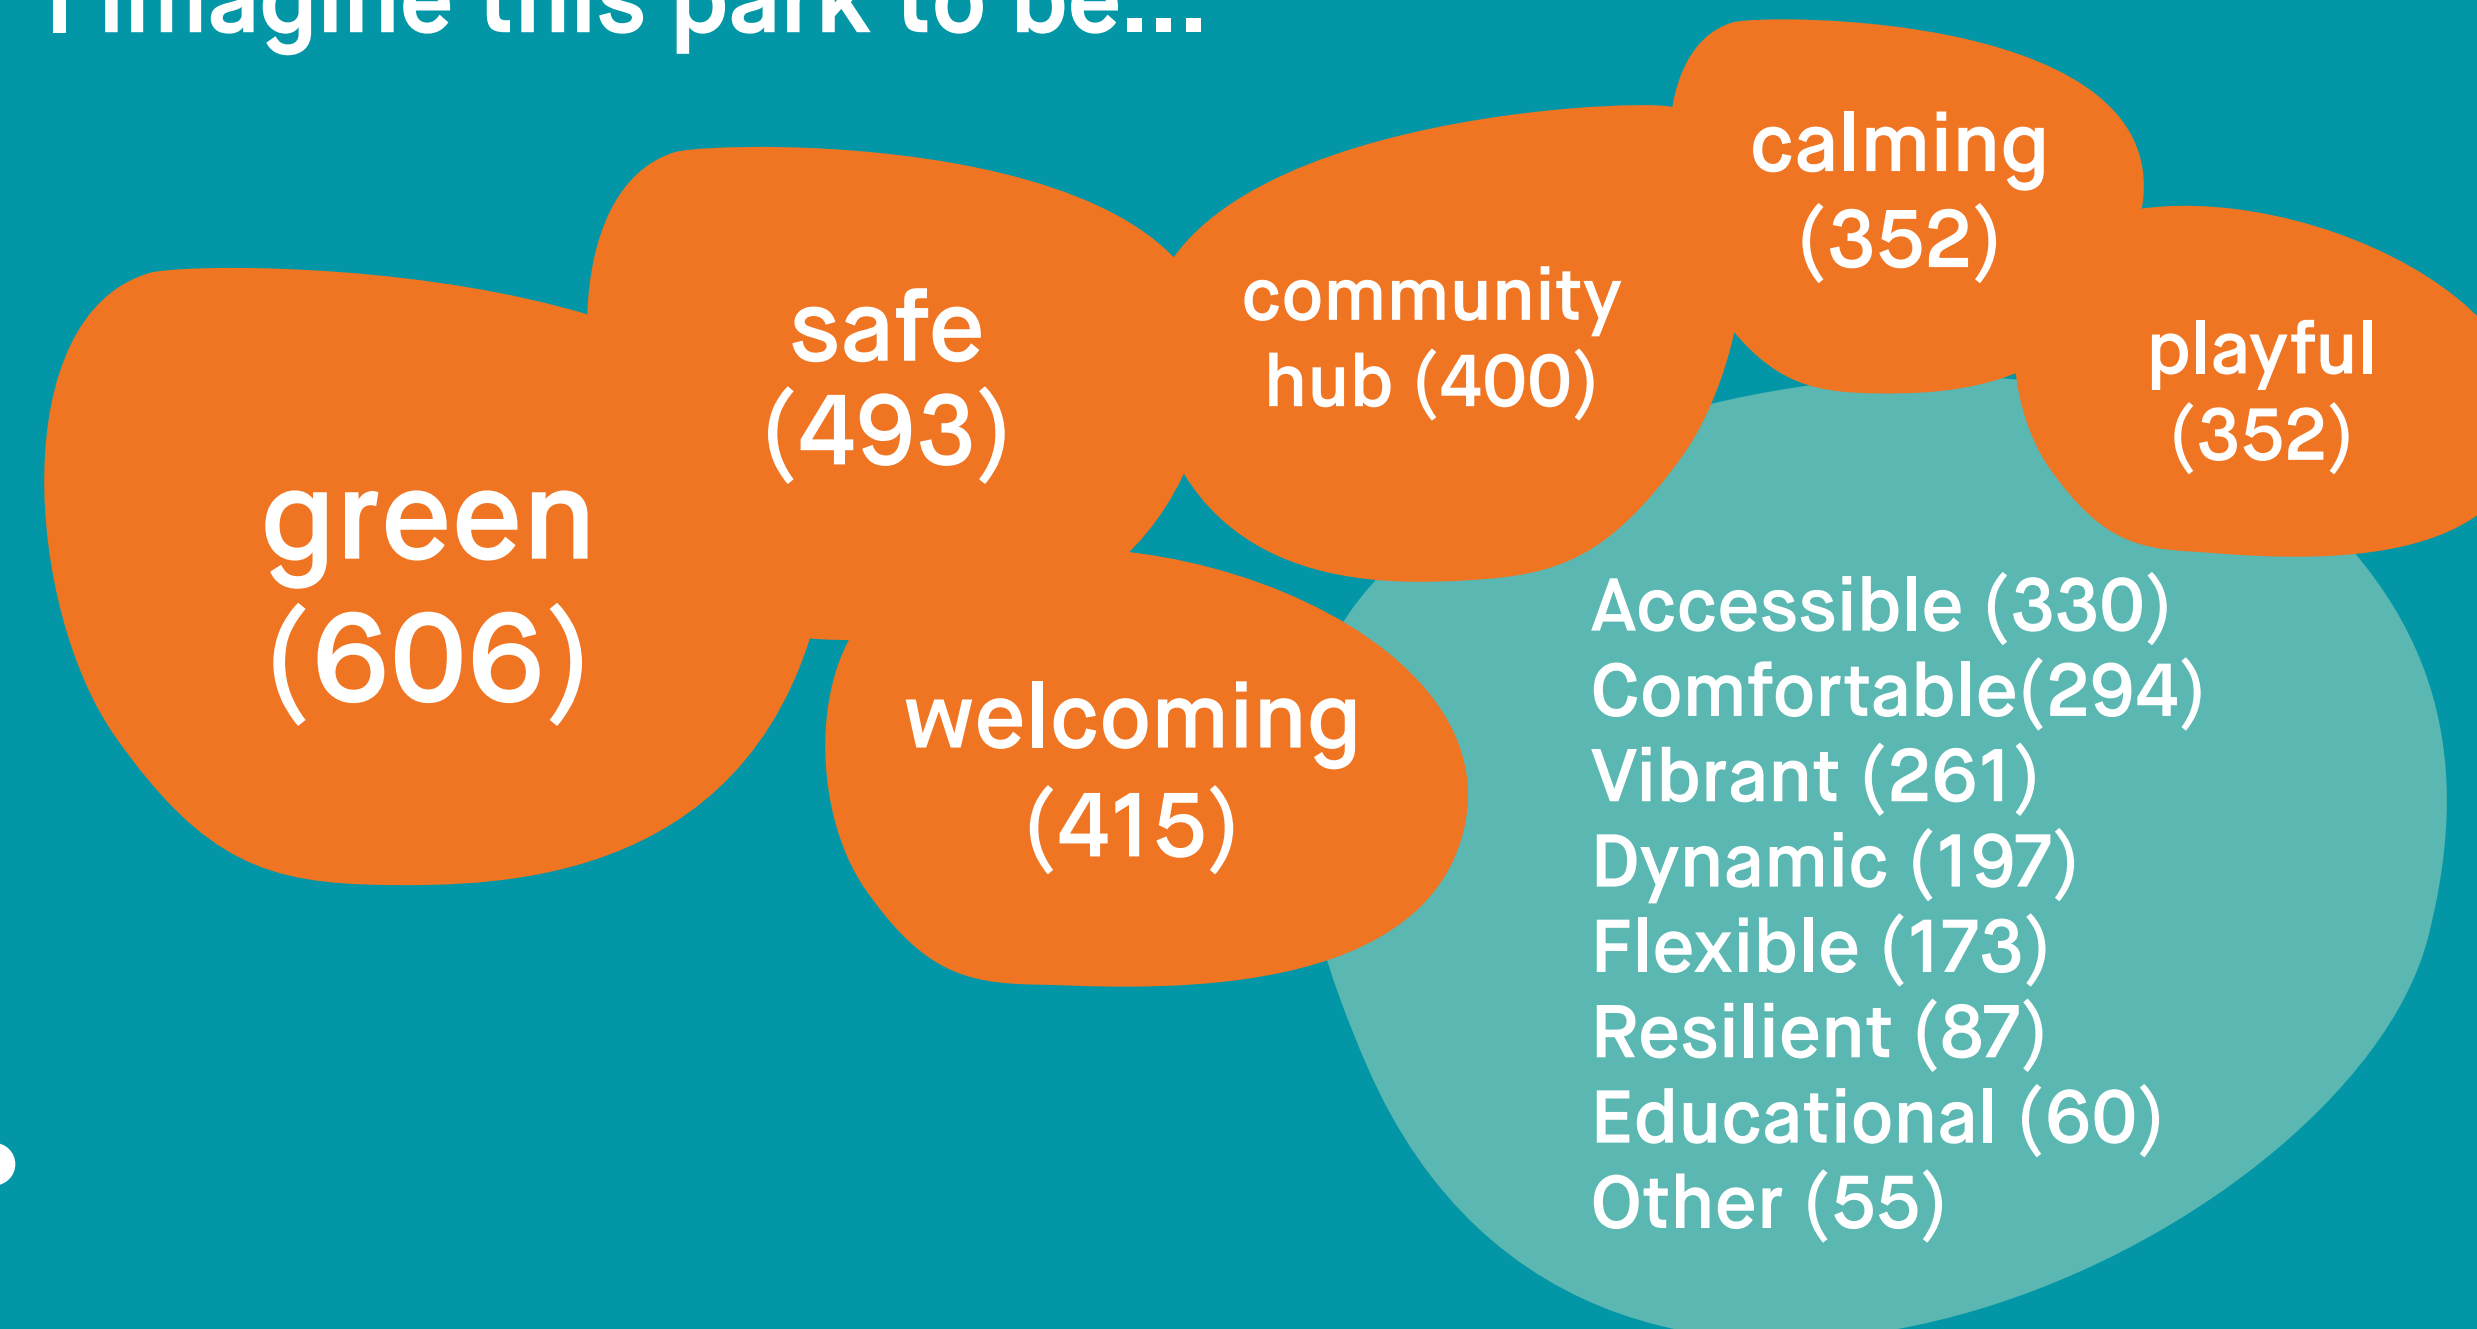 I imagine this park to be...
green
(606)
safe
(493)
welcoming
(415)
community
hub (400)
calming
(352)
playful
(352)
Accessible (330)
Comfortable(294)
Vibrant (261)
Dynamic (197)
Flexible (173)
Resilient (87)
Educational (60)
Other (55)